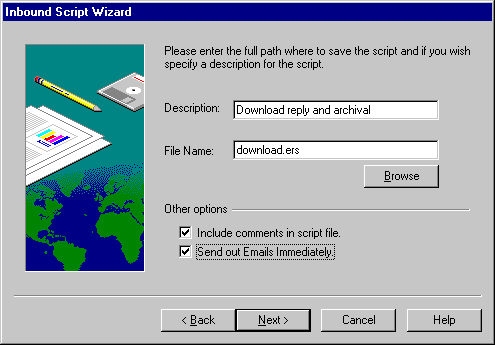 Inbound Script Wizard
Please enter the full path where to save the script and if you wish
specify a description for the script.
Description:
Download reply and archival
File Name:
download.ers
Browse
Other options
Include comments in script file.
Send out Emails Immediately.
< Back
Next >
Cancel
Help